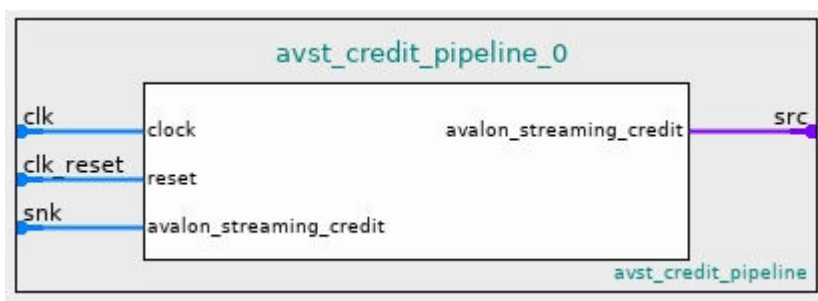 avst_credit_pipeline_0
clk
clock
avalon_streaming_credit
src
clk_reset
reset
snk
avalon_streaming_credit
avst_credit_pipeline